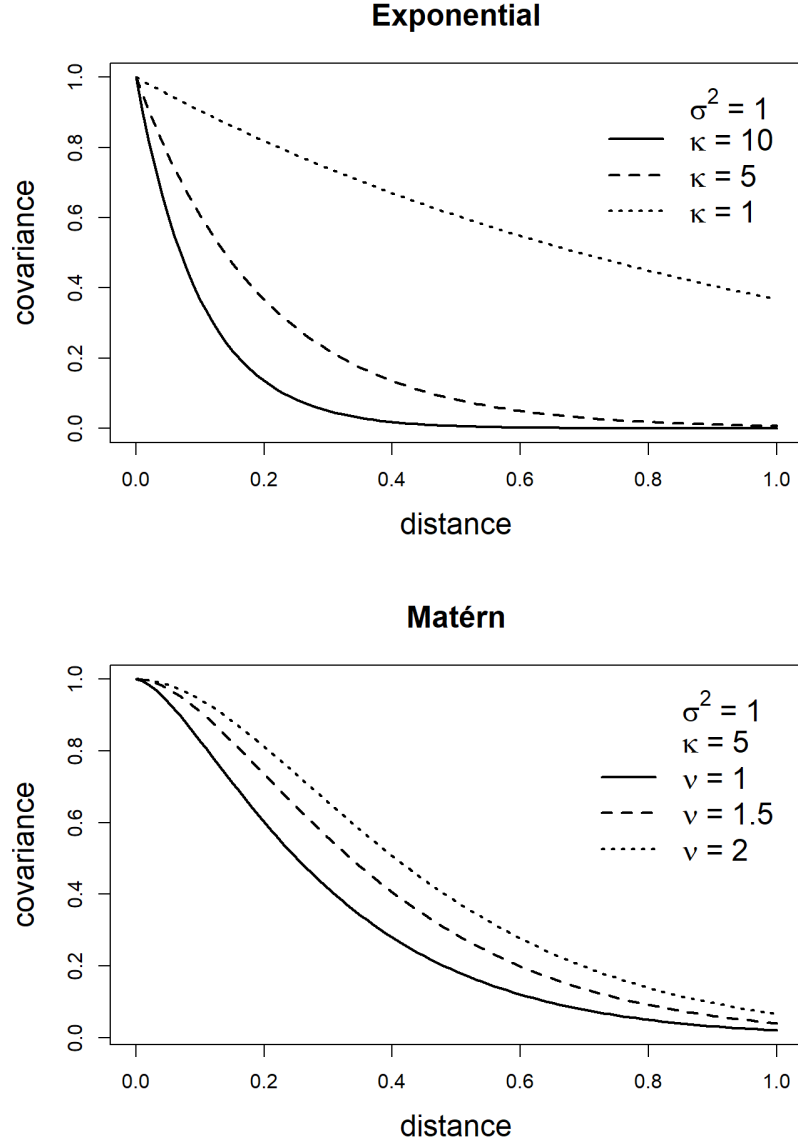 Exponential
σ² = 1
κ = 10
κ = 5
κ = 1
covariance
0.0 0.2 0.4 0.6 0.8 1.0
0.0 0.2 0.4 0.6 0.8 1.0
distance
Matérn
σ² = 1
κ = 5
ν = 1
ν = 1.5
ν = 2
covariance
0.0 0.2 0.4 0.6 0.8 1.0
0.0 0.2 0.4 0.6 0.8 1.0
distance